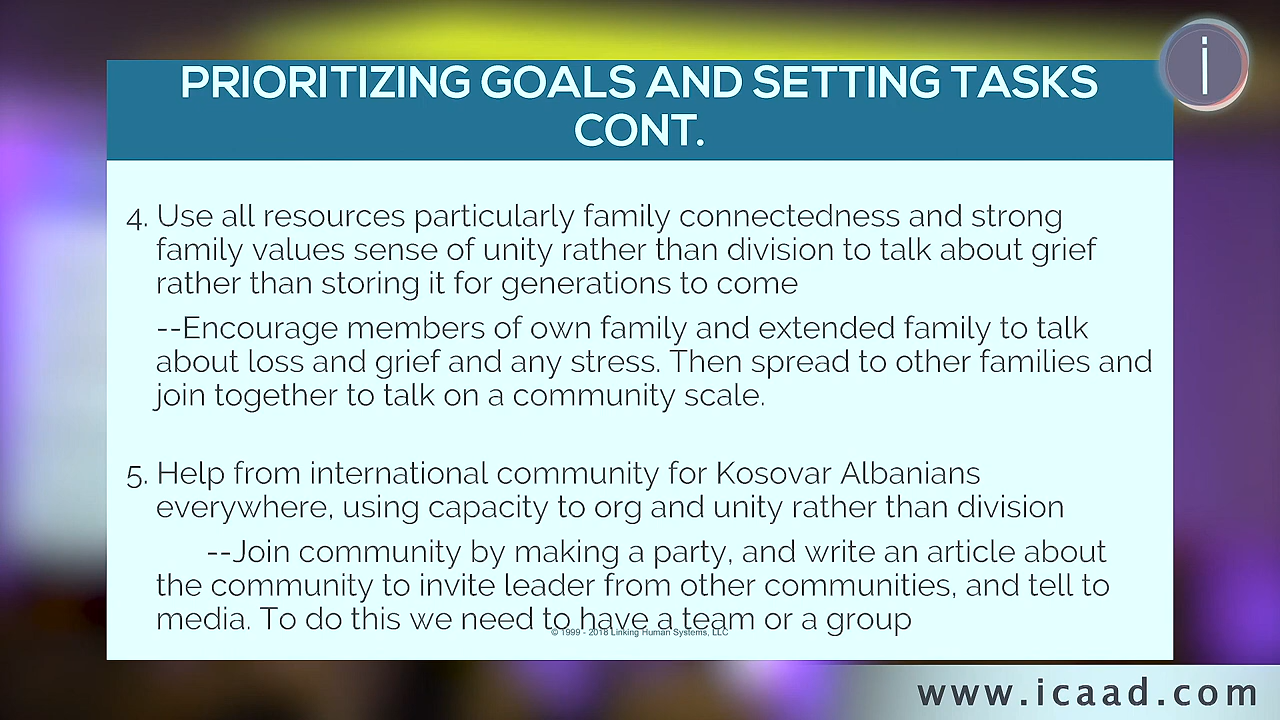 PRIORITIZING GOALS AND SETTING TASKS
CONT.
4. Use all resources particularly family connectedness and strong
family values sense of unity rather than division to talk about grief
rather than storing it for generations to come
--Encourage members of own family and extended family to talk
about loss and grief and any stress. Then spread to other families and
join together to talk on a community scale.
5. Help from international community for Kosovar Albanians
everywhere, using capacity to org and unity rather than division
--Join community by making a party, and write an article about
the community to invite leader from other communities, and tell to
media. To do this we need to have a team or a group
© 1999 - 2018 Linking Human Systems, LLC
i
www.icaad.com